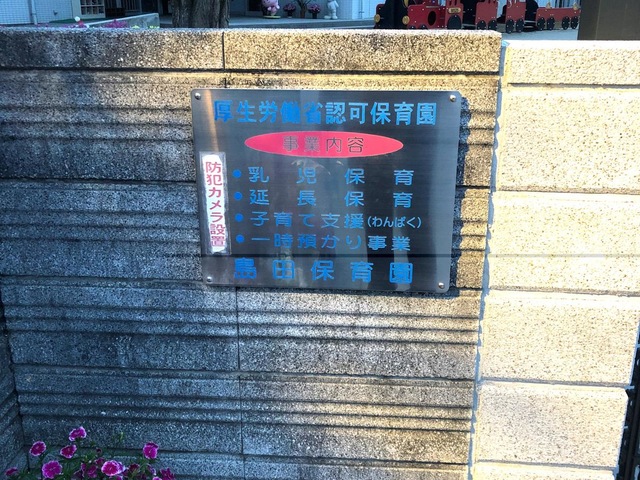 厚生労働省認可保育園
事業内容
防犯カメラ設置
•乳児保育
•延長保育
•子育て支援(わんぱく)
•一時預かり事業
島田保育園